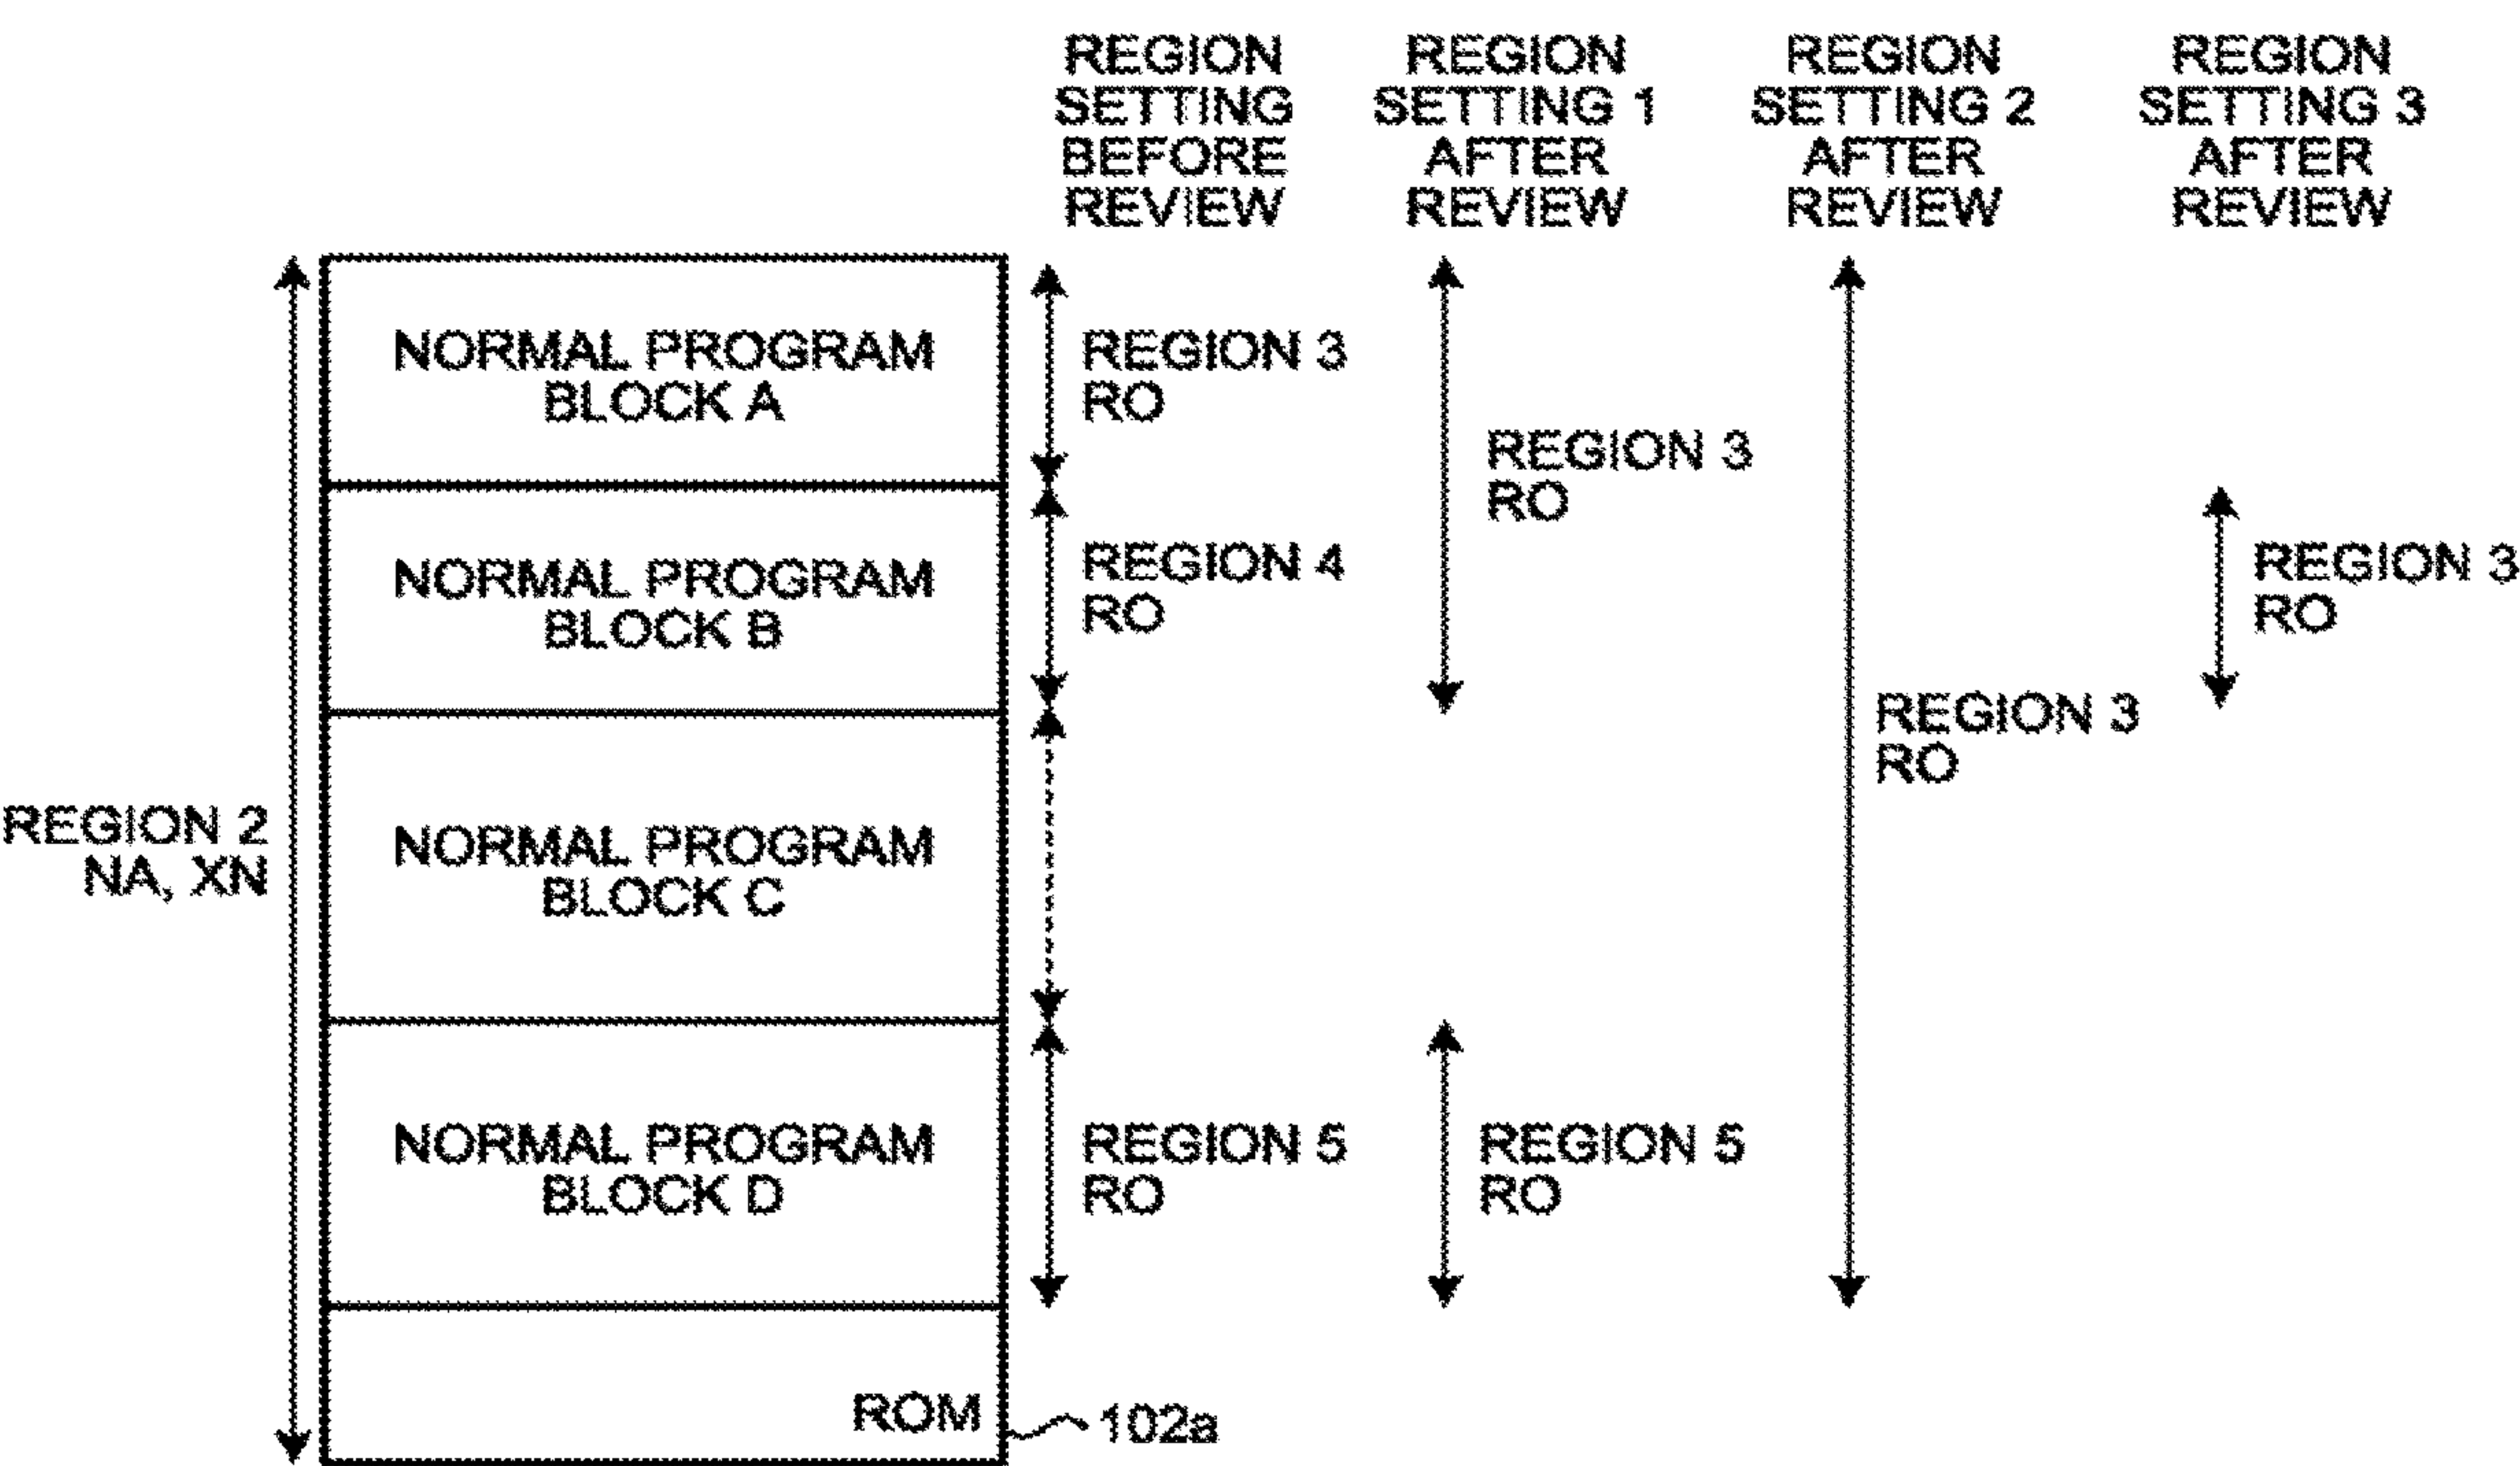 REGION
SETTING
BEFORE
REVIEW
REGION
SETTING 1
AFTER
REVIEW
REGION
SETTING 2
AFTER
REVIEW
REGION
SETTING 3
AFTER
REVIEW
REGION 2
NA, XN
NORMAL PROGRAM
BLOCK A
NORMAL PROGRAM
BLOCK B
NORMAL PROGRAM
BLOCK C
NORMAL PROGRAM
BLOCK D
ROM
102a
REGION 3
RO
REGION 4
RO
REGION 5
RO
REGION 3
RO
REGION 5
RO
REGION 3
RO
REGION 3
RO